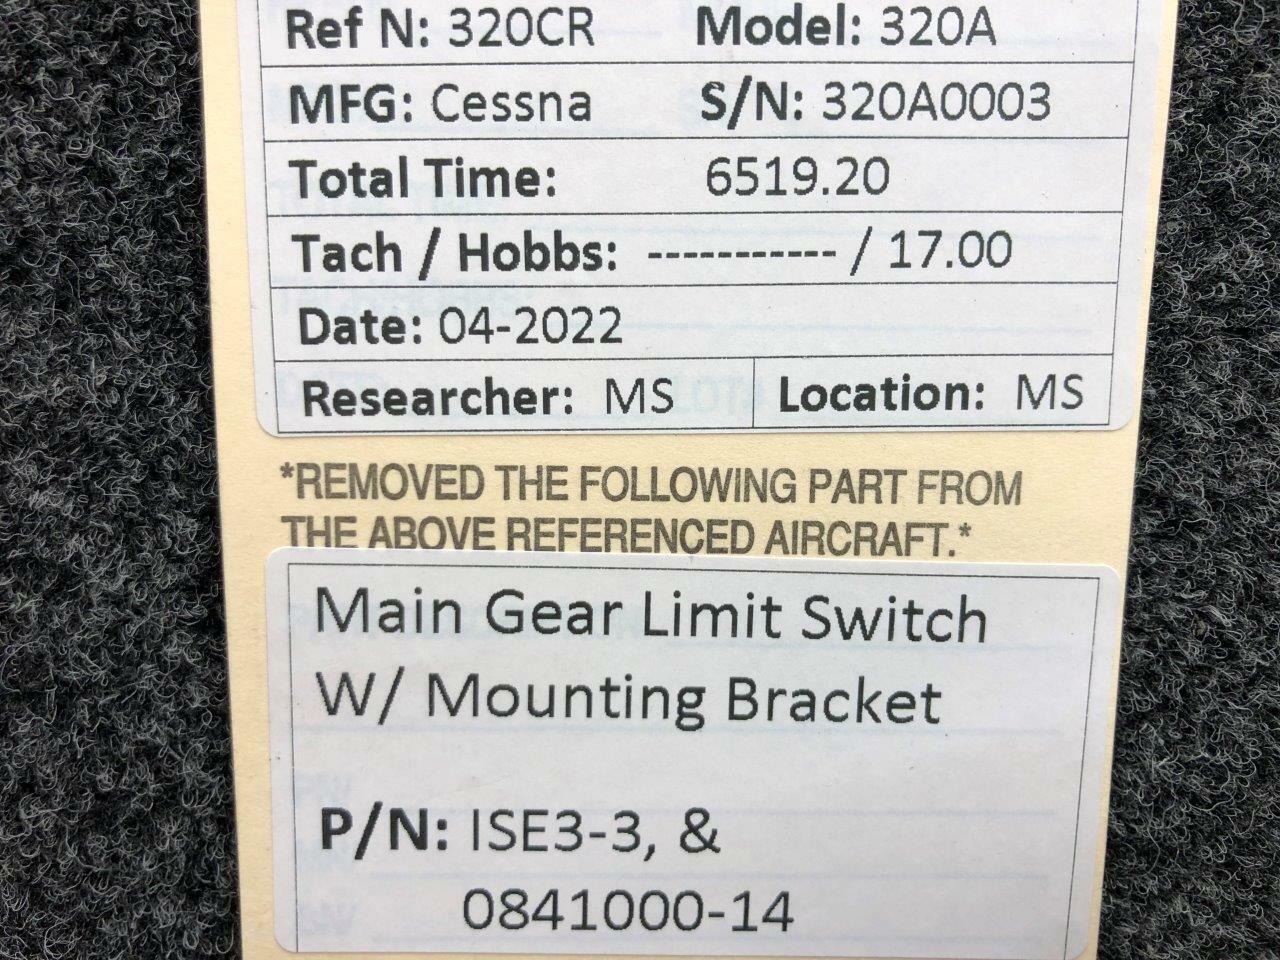 Ref N: 320CR Model: 320A
MFG: Cessna S/N: 320A0003
Total Time: 6519.20
Tach / Hobbs: ----------- / 17.00
Date: 04-2022
Researcher: MS Location: MS
*REMOVED THE FOLLOWING PART FROM
THE ABOVE REFERENCED AIRCRAFT.*
Main Gear Limit Switch
W/ Mounting Bracket
P/N: ISE3-3, &
0841000-14